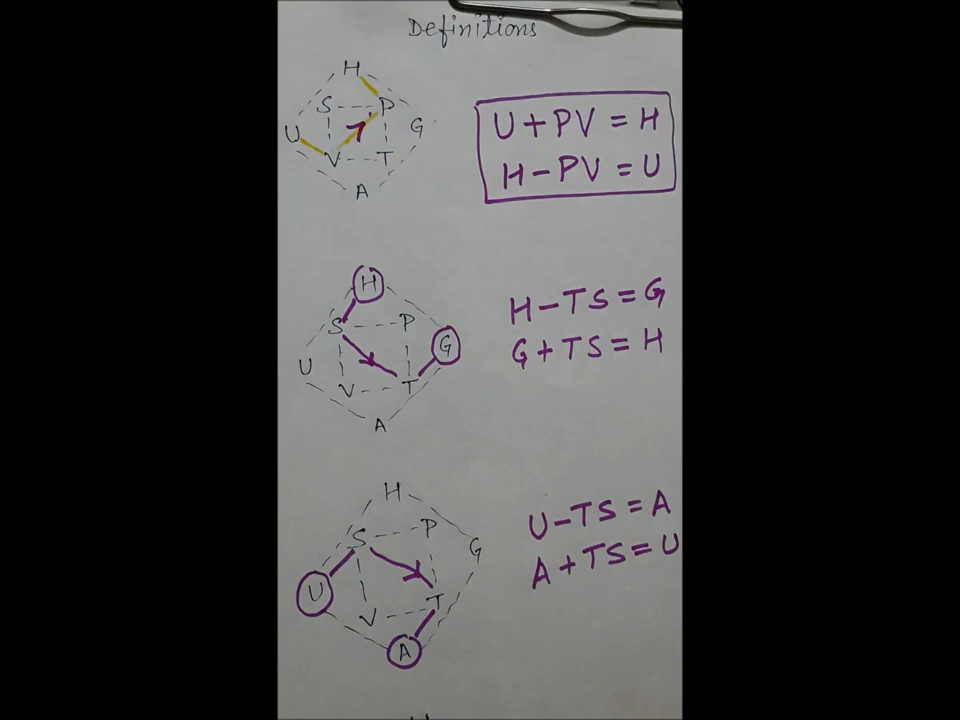 Definitions
H
S P
U G
V T
A
U + PV = H
H - PV = U
H
S P
G
U
V T
A
H - TS = G
G + TS = H
H
S P
G
U
V T
A
U - TS = A
A + TS = U